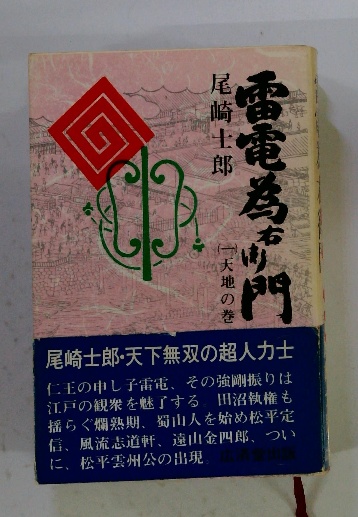 雷電為右衛門
尾崎士郎
(一)大地の巻
尾崎士郎・天下無双の超人力士
仁王の申し子雷電、その強剛振りは
江戸の観衆を魅了する。田沼執権も
揺らぐ爛熟期、蜀山人を始め松平定
信、風流志道軒、遠山金四郎、つい
に、松平雲州公の出現。